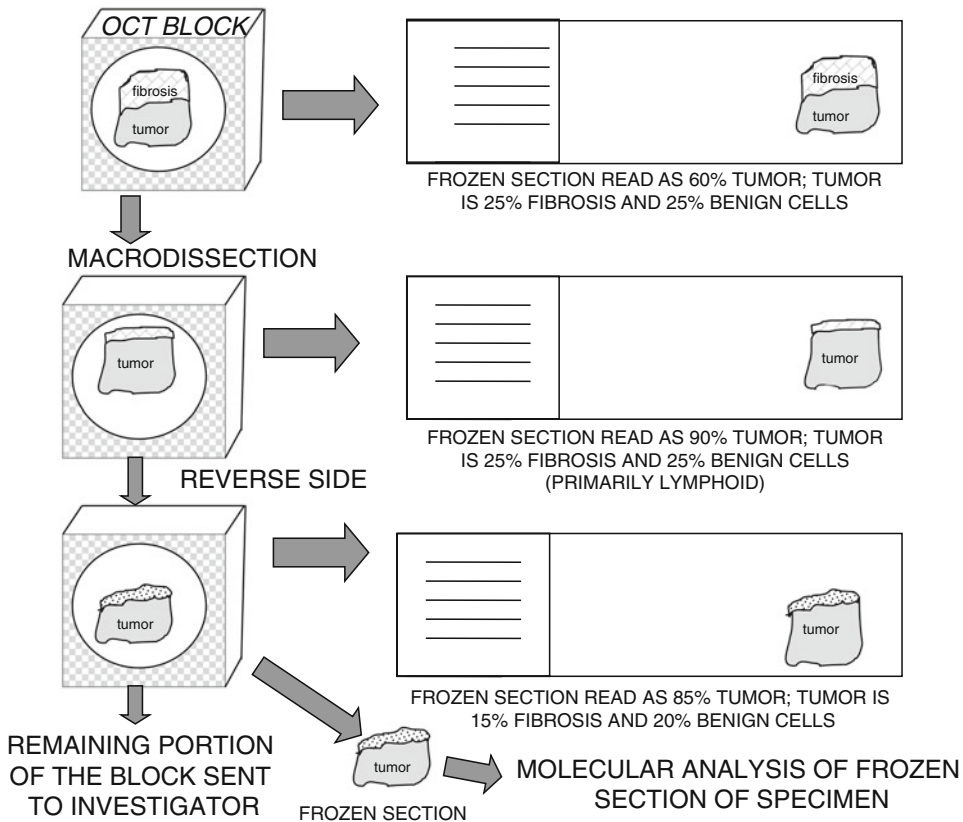 OCT BLOCK
fibrosis
tumor
fibrosis
tumor
FROZEN SECTION READ AS 60% TUMOR; TUMOR
IS 25% FIBROSIS AND 25% BENIGN CELLS
MACRODISSECTION
tumor
tumor
FROZEN SECTION READ AS 90% TUMOR; TUMOR
IS 25% FIBROSIS AND 25% BENIGN CELLS
(PRIMARILY LYMPHOID)
REVERSE SIDE
tumor
tumor
FROZEN SECTION READ AS 85% TUMOR; TUMOR IS
15% FIBROSIS AND 20% BENIGN CELLS
REMAINING PORTION
OF THE BLOCK SENT
TO INVESTIGATOR
tumor
FROZEN SECTION
MOLECULAR ANALYSIS OF FROZEN
SECTION OF SPECIMEN